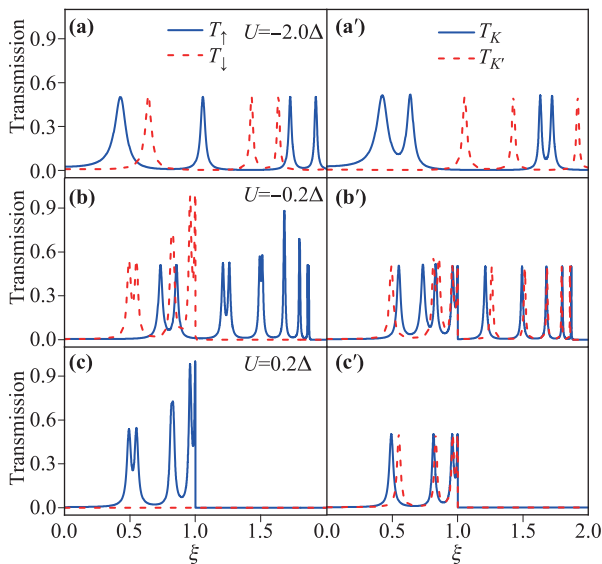 (a) T↑ U=−2.0Δ (a′) T_K
T↓ T_K′
Transmission
0.9
0.6
0.3
0.0
(b) U=−0.2Δ (b′)
Transmission
0.9
0.6
0.3
0.0
(c) U=0.2Δ (c′)
Transmission
0.9
0.6
0.3
0.0
0.0 0.5 1.0 1.5 2.0 0.5 1.0 1.5 2.0
ξ ξ